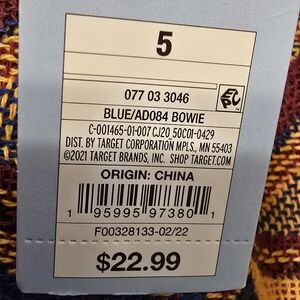 5
077 03 3046
EPC
BLUE/AD084 BOWIE
C-001465-01-007 CJ20 50C01-0429
DIST. BY TARGET CORPORATION MPLS., MN 55403
©2021 TARGET BRANDS, INC. SHOP TARGET.COM
ORIGIN: CHINA
1 95995 97380 1
F00328133-02/22
$22.99